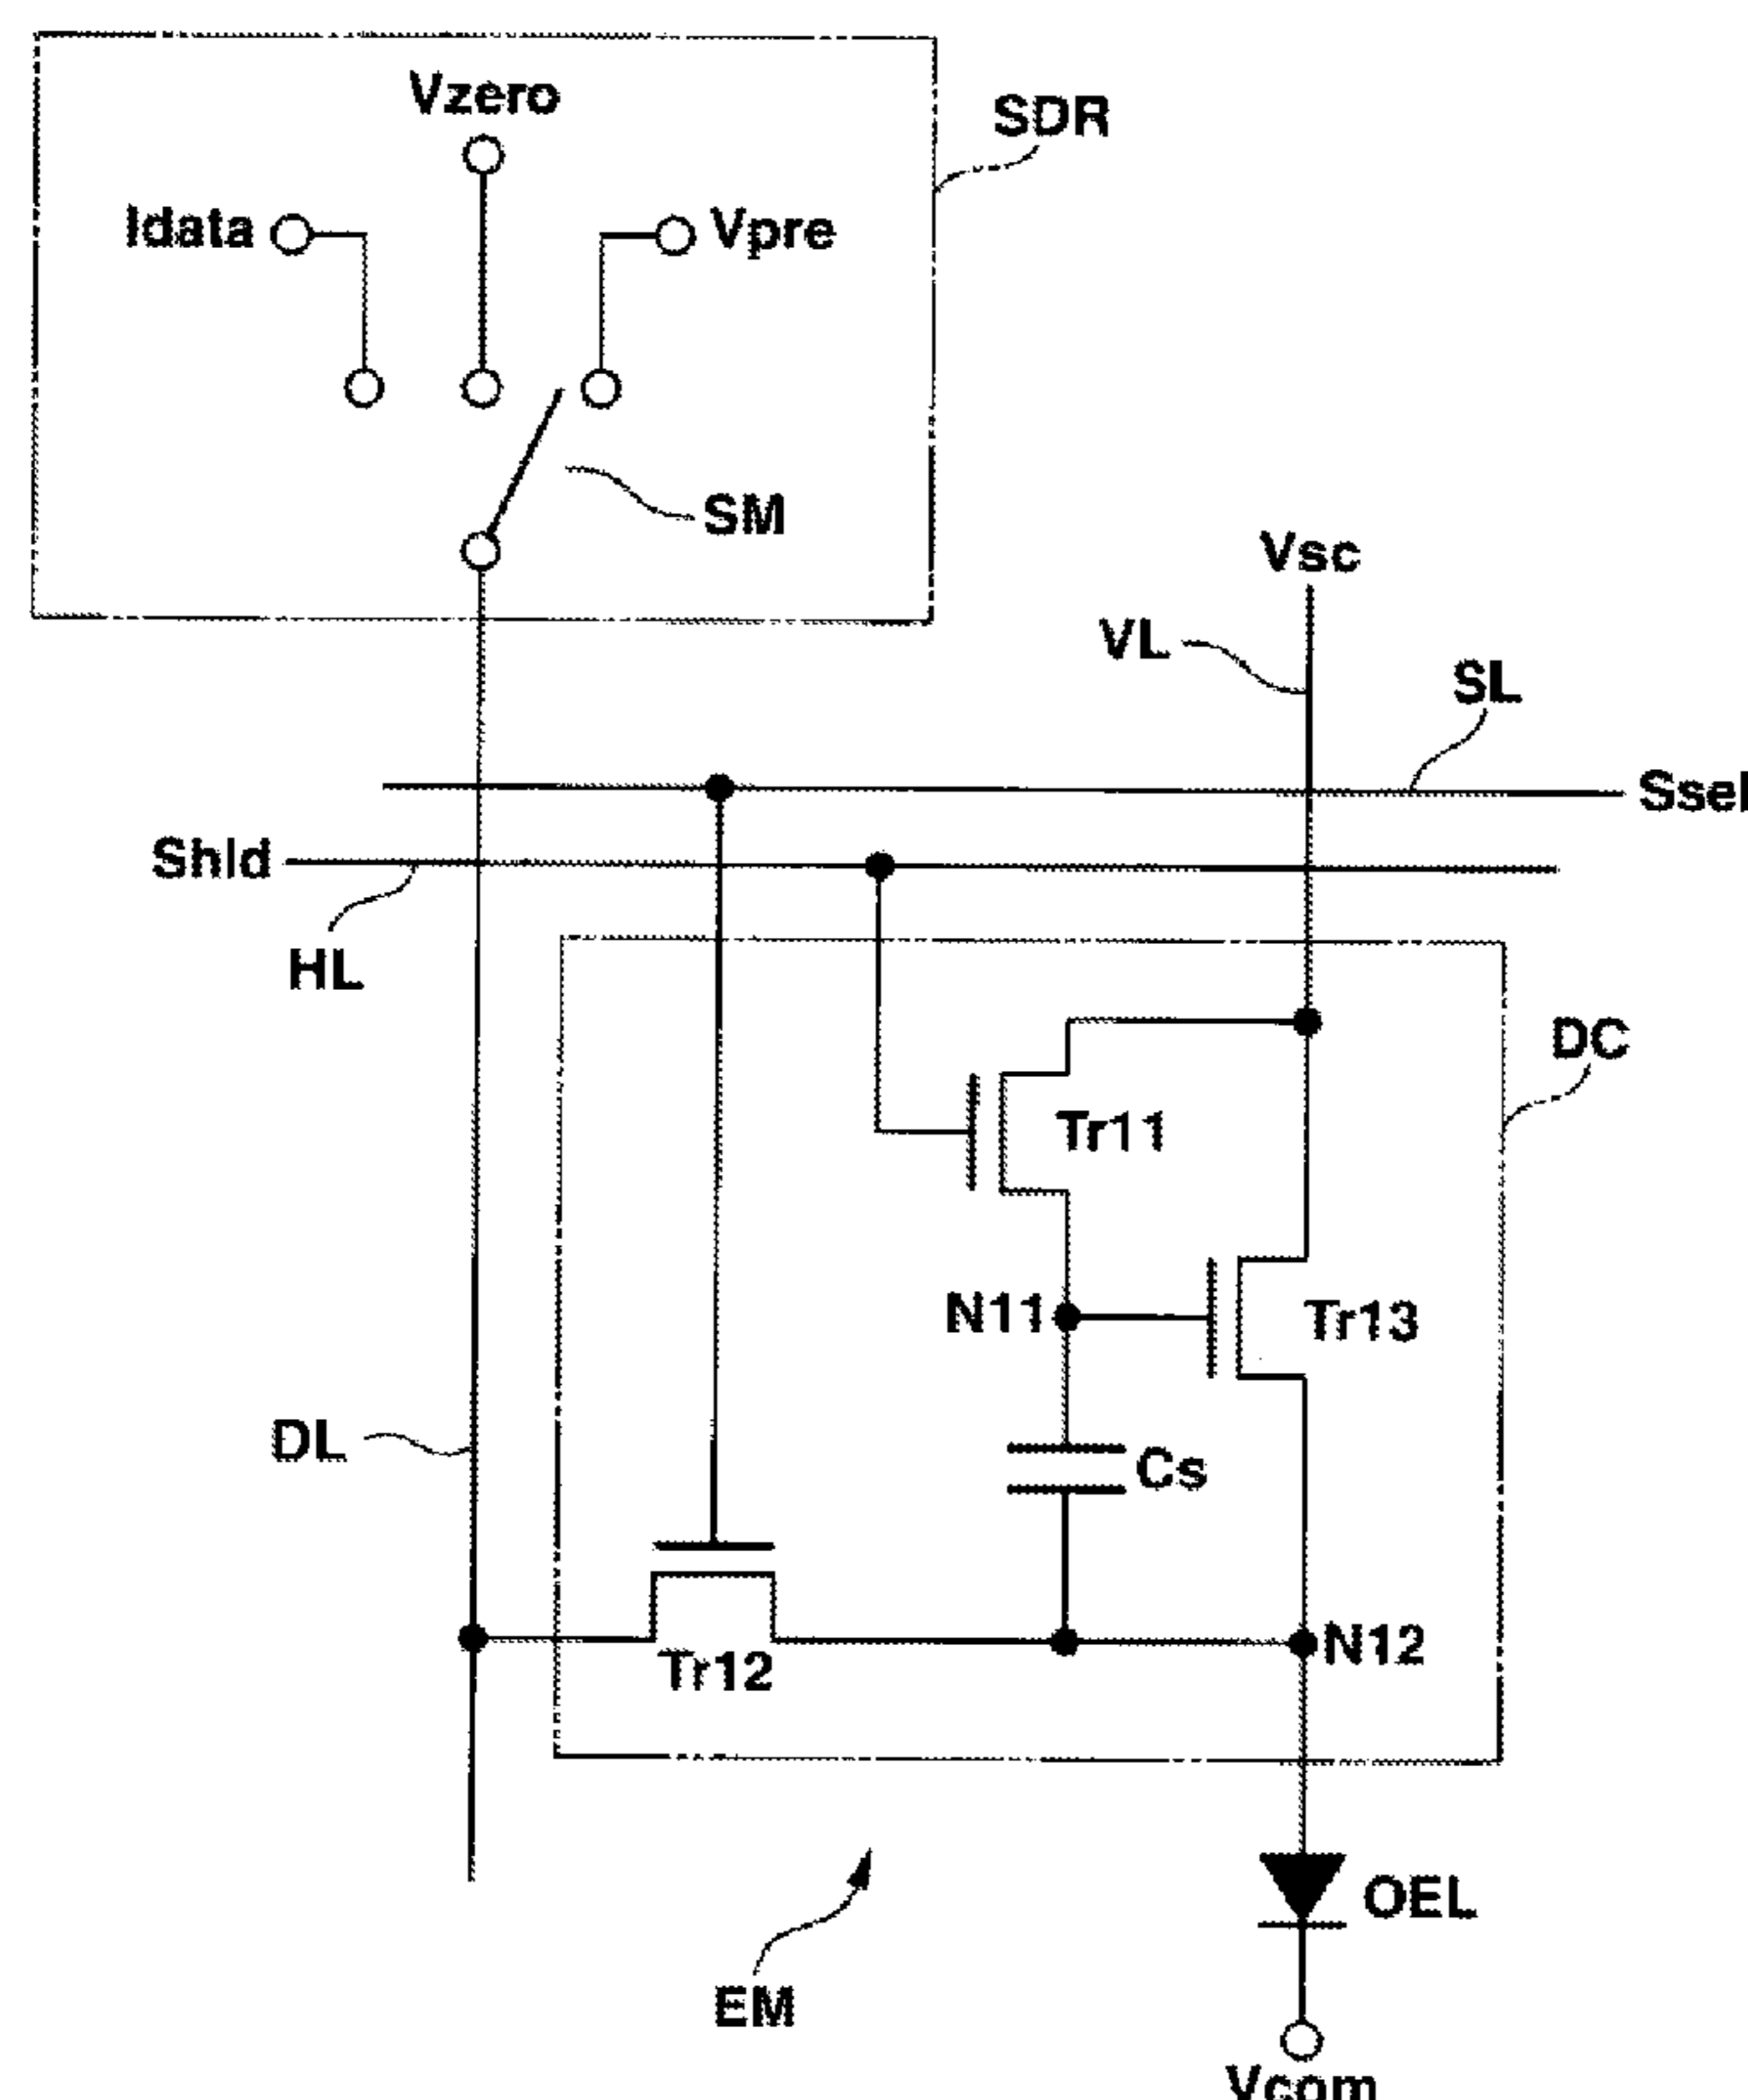 Vzero
SDR
Idata
Vpre
SM
Vsc
VL
SL
Ssel
Shld
HL
DC
Tr11
N11
Tr13
DL
Cs
Tr12
N12
OEL
EM
Vcom